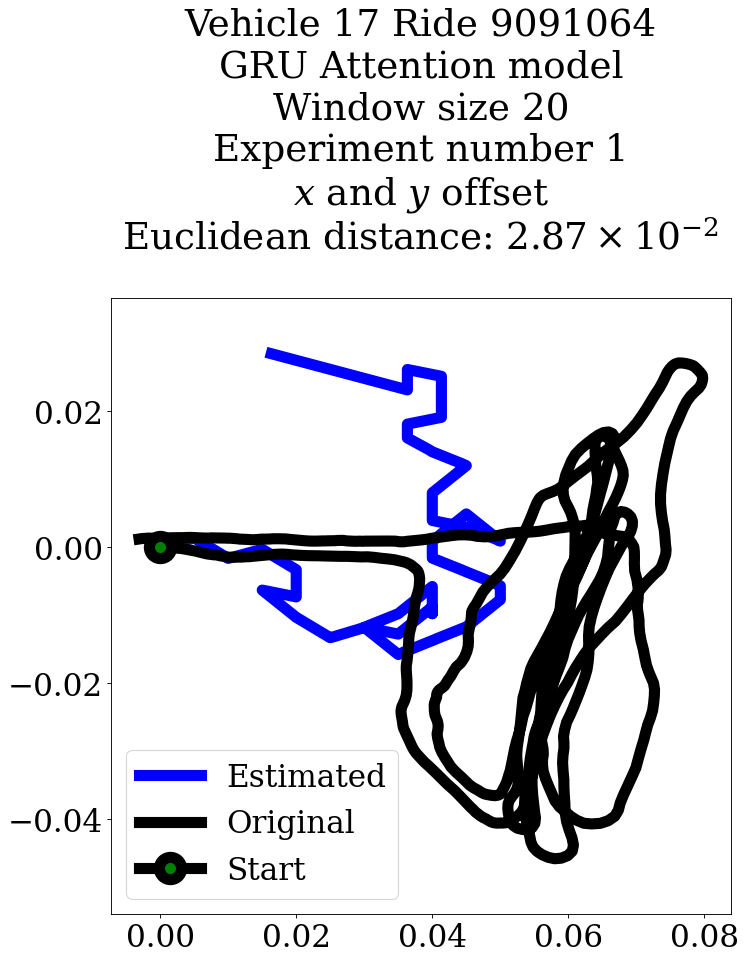 Vehicle 17 Ride 9091064
GRU Attention model
Window size 20
Experiment number 1
x and y offset
Euclidean distance: 2.87 × 10⁻²
0.02
0.00
−0.02
−0.04
Estimated
Original
Start
0.00 0.02 0.04 0.06 0.08